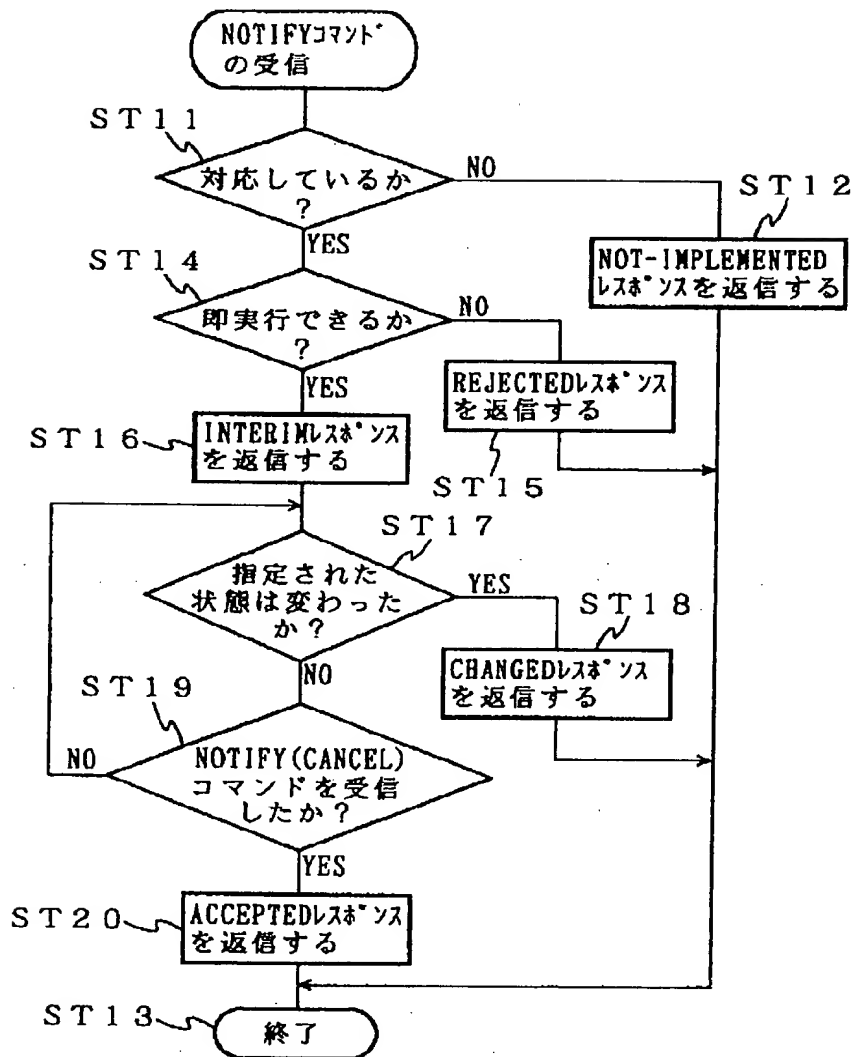 NOTIFYコマンド
の受信
ST11
対応しているか
?
NO
ST12
YES
NOT-IMPLEMENTED
レスポンスを返信する
ST14
即実行できるか
?
NO
YES
REJECTEDレスポンス
を返信する
ST15
ST16
INTERIMレスポンス
を返信する
ST17
指定された
状態は変わった
か?
YES
ST18
CHANGEDレスポンス
を返信する
NO
ST19
NO
NOTIFY(CANCEL)
コマンドを受信
したか?
YES
ST20
ACCEPTEDレスポンス
を返信する
ST13
終了